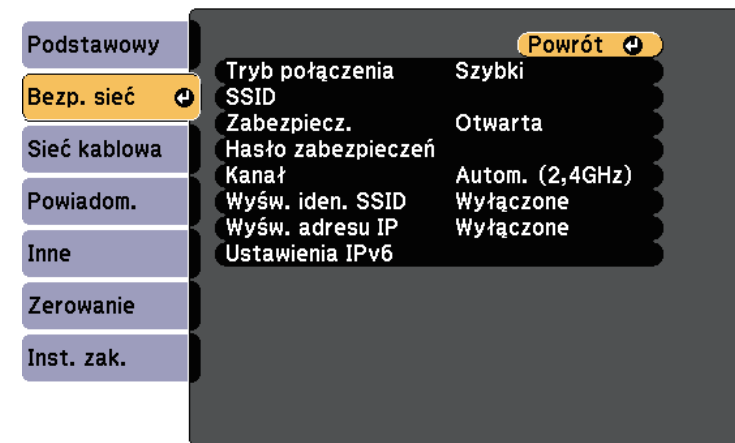 Podstawowy
Bezp. sieć
Sieć kablowa
Powiadom.
Inne
Zerowanie
Inst. zak.
Powrót
Tryb połączenia Szybki
SSID
Zabezpiecz. Otwarta
Hasło zabezpieczeń
Kanał Autom. (2,4GHz)
Wyśw. iden. SSID Wyłączone
Wyśw. adresu IP Wyłączone
Ustawienia IPv6